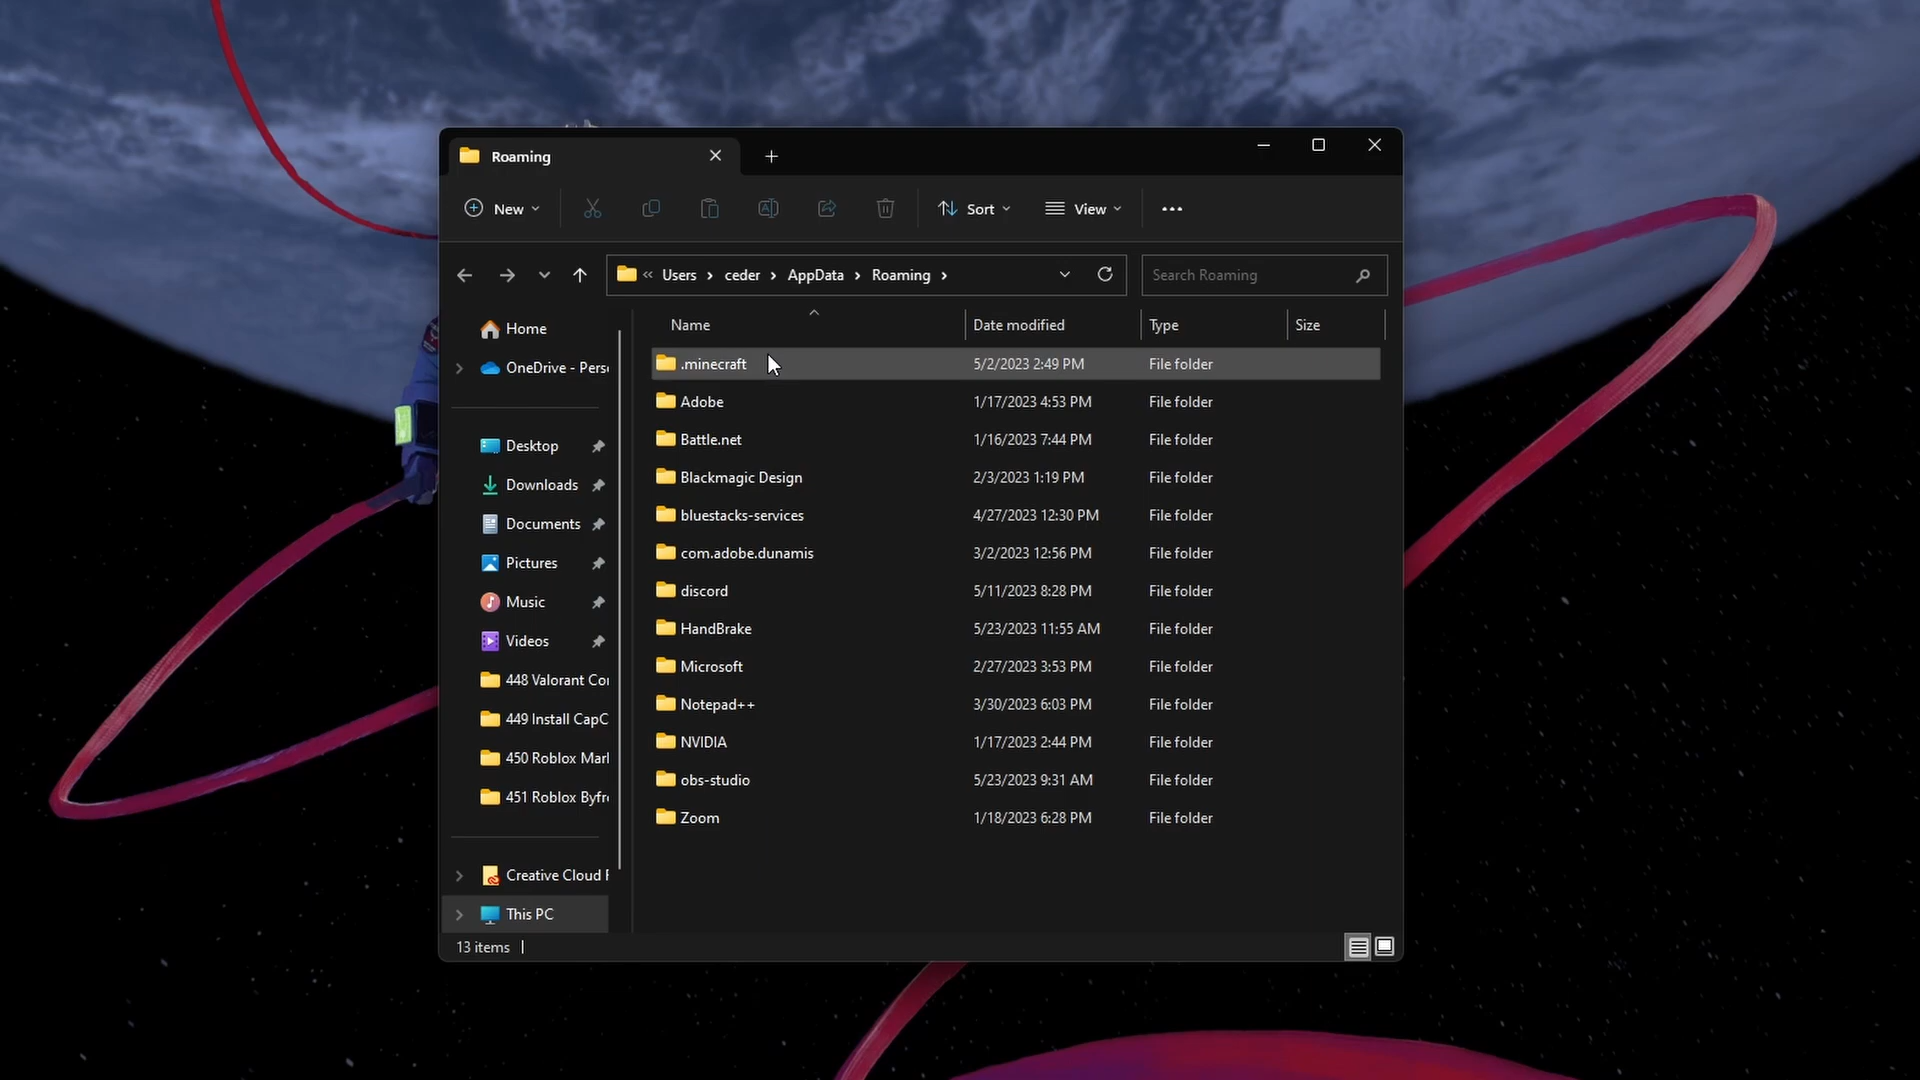 Roaming
New
Sort
View
Users
ceder
AppData
Roaming
Search Roaming
Home
OneDrive - Perso
Desktop
Downloads
Documents
Pictures
Music
Videos
448 Valorant Cor
449 Install CapC
450 Roblox Marl
451 Roblox Byfr
Creative Cloud F
This PC
Name Date modified Type Size
.minecraft 5/2/2023 2:49 PM File folder
Adobe 1/17/2023 4:53 PM File folder
Battle.net 1/16/2023 7:44 PM File folder
Blackmagic Design 2/3/2023 1:19 PM File folder
bluestacks-services 4/27/2023 12:30 PM File folder
com.adobe.dunamis 3/2/2023 12:56 PM File folder
discord 5/11/2023 8:28 PM File folder
HandBrake 5/23/2023 11:55 AM File folder
Microsoft 2/27/2023 3:53 PM File folder
Notepad++ 3/30/2023 6:03 PM File folder
NVIDIA 1/17/2023 2:44 PM File folder
obs-studio 5/23/2023 9:31 AM File folder
Zoom 1/18/2023 6:28 PM File folder
13 items